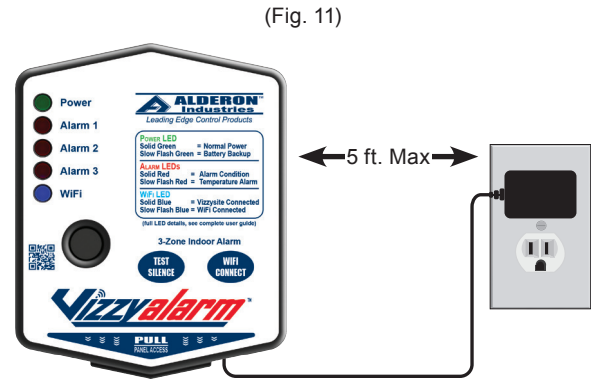 (Fig. 11)
Power
Alarm 1
Alarm 2
Alarm 3
WiFi
ALDERON™
Industries
Leading Edge Control Products
POWER LED
Solid Green = Normal Power
Slow Flash Green = Battery Backup
ALARM LEDS
Solid Red = Alarm Condition
Slow Flash Red = Temperature Alarm
WIFI LED
Solid Blue = Vizzysite Connected
Slow Flash Blue = WiFi Connected
(full LED details, see complete user guide)
3-Zone Indoor Alarm
TEST
SILENCE
WIFI
CONNECT
Vizzyalarm™
PULL
PANEL ACCESS
5 ft. Max